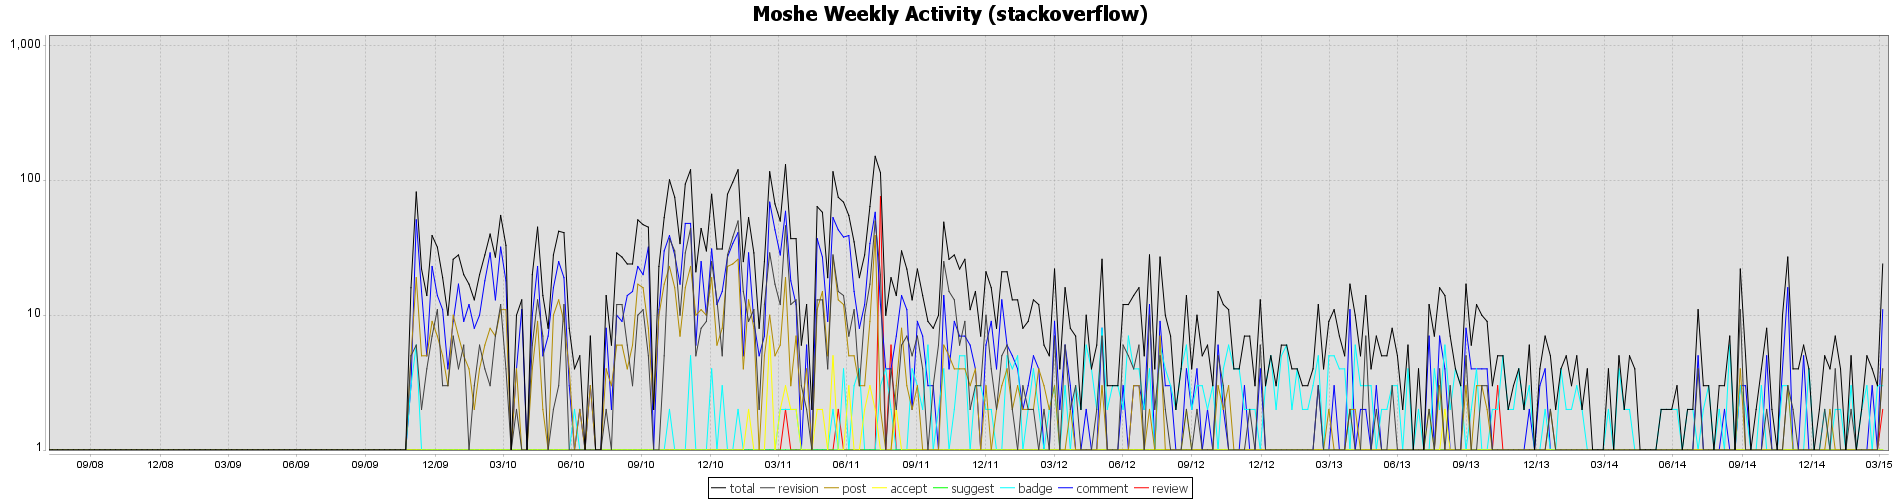 Moshe Weekly Activity (stackoverflow)
1,000
100
10
1
09/08 12/08 03/09 06/09 09/09 12/09 03/10 06/10 09/10 12/10 03/11 06/11 09/11 12/11 03/12 06/12 09/12 12/12 03/13 06/13 09/13 12/13 03/14 06/14 09/14 12/14 03/15
total revision post accept suggest badge comment review